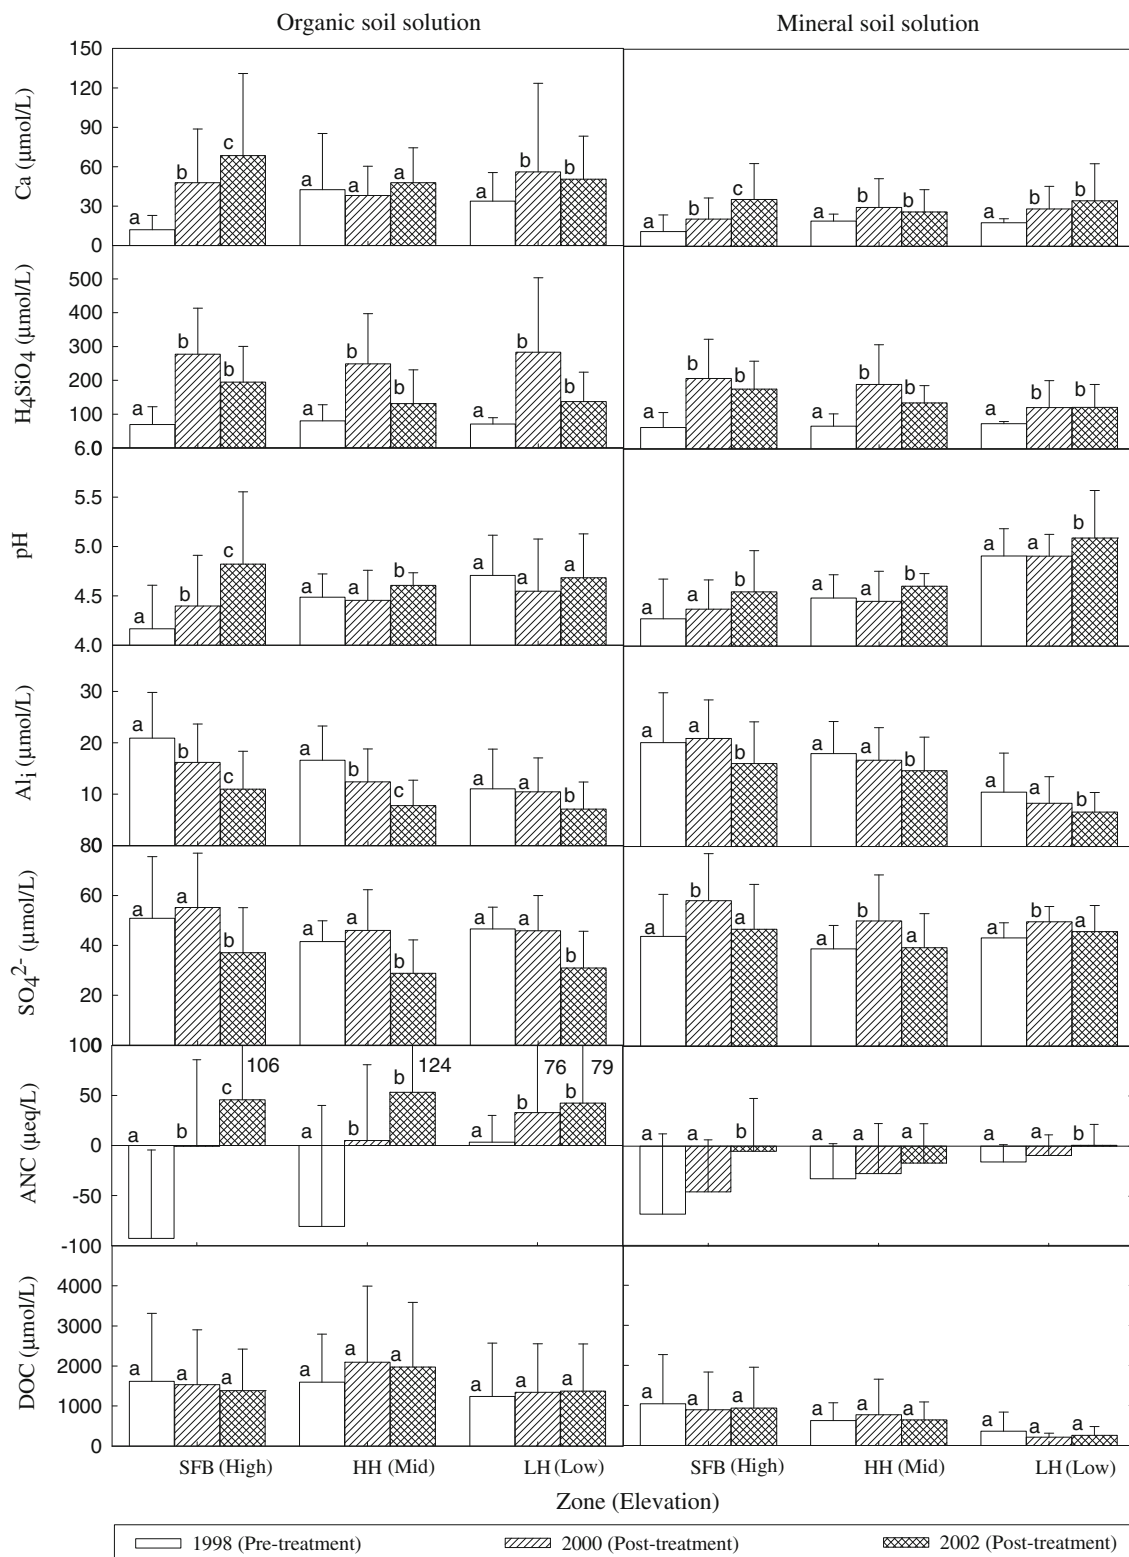 Organic soil solution Mineral soil solution
Ca (μmol/L)
150
120
90
60
30
0
a b c a a a a b b
a b c a b b a b b
H4SiO4 (μmol/L)
500
400
300
200
100
6.0
a b b a b b a b b
a b b a b b a b b
pH
5.5
5.0
4.5
4.0
a b c a a b a a a
a a b a a b a a b
Ali (μmol/L)
30
20
10
80
a b c a b c a a b
a a b a a b a a b
SO4 2- (μmol/L)
60
40
20
100
a a b a a b a a b
a b a a b a a b a
ANC (μeq/L)
50
0
-50
-100
106 124 76 79
a b c a b b a b b
a a b a a a a a b
DOC (μmol/L)
4000
3000
2000
1000
0
a a a a a a a a a
a a a a a a a a a
SFB (High) HH (Mid) LH (Low) SFB (High) HH (Mid) LH (Low)
Zone (Elevation)
1998 (Pre-treatment) 2000 (Post-treatment) 2002 (Post-treatment)